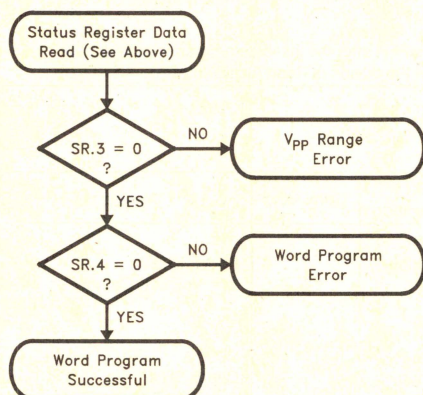 Status Register Data
Read (See Above)
SR.3 = 0
?
NO
VPP Range
Error
YES
SR.4 = 0
?
NO
Word Program
Error
YES
Word Program
Successful